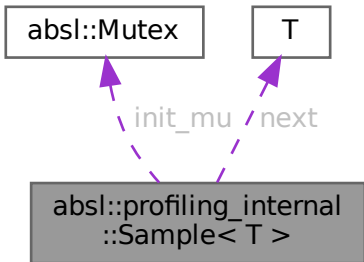 absl::Mutex
T
init_mu
next
absl::profiling_internal
::Sample< T >